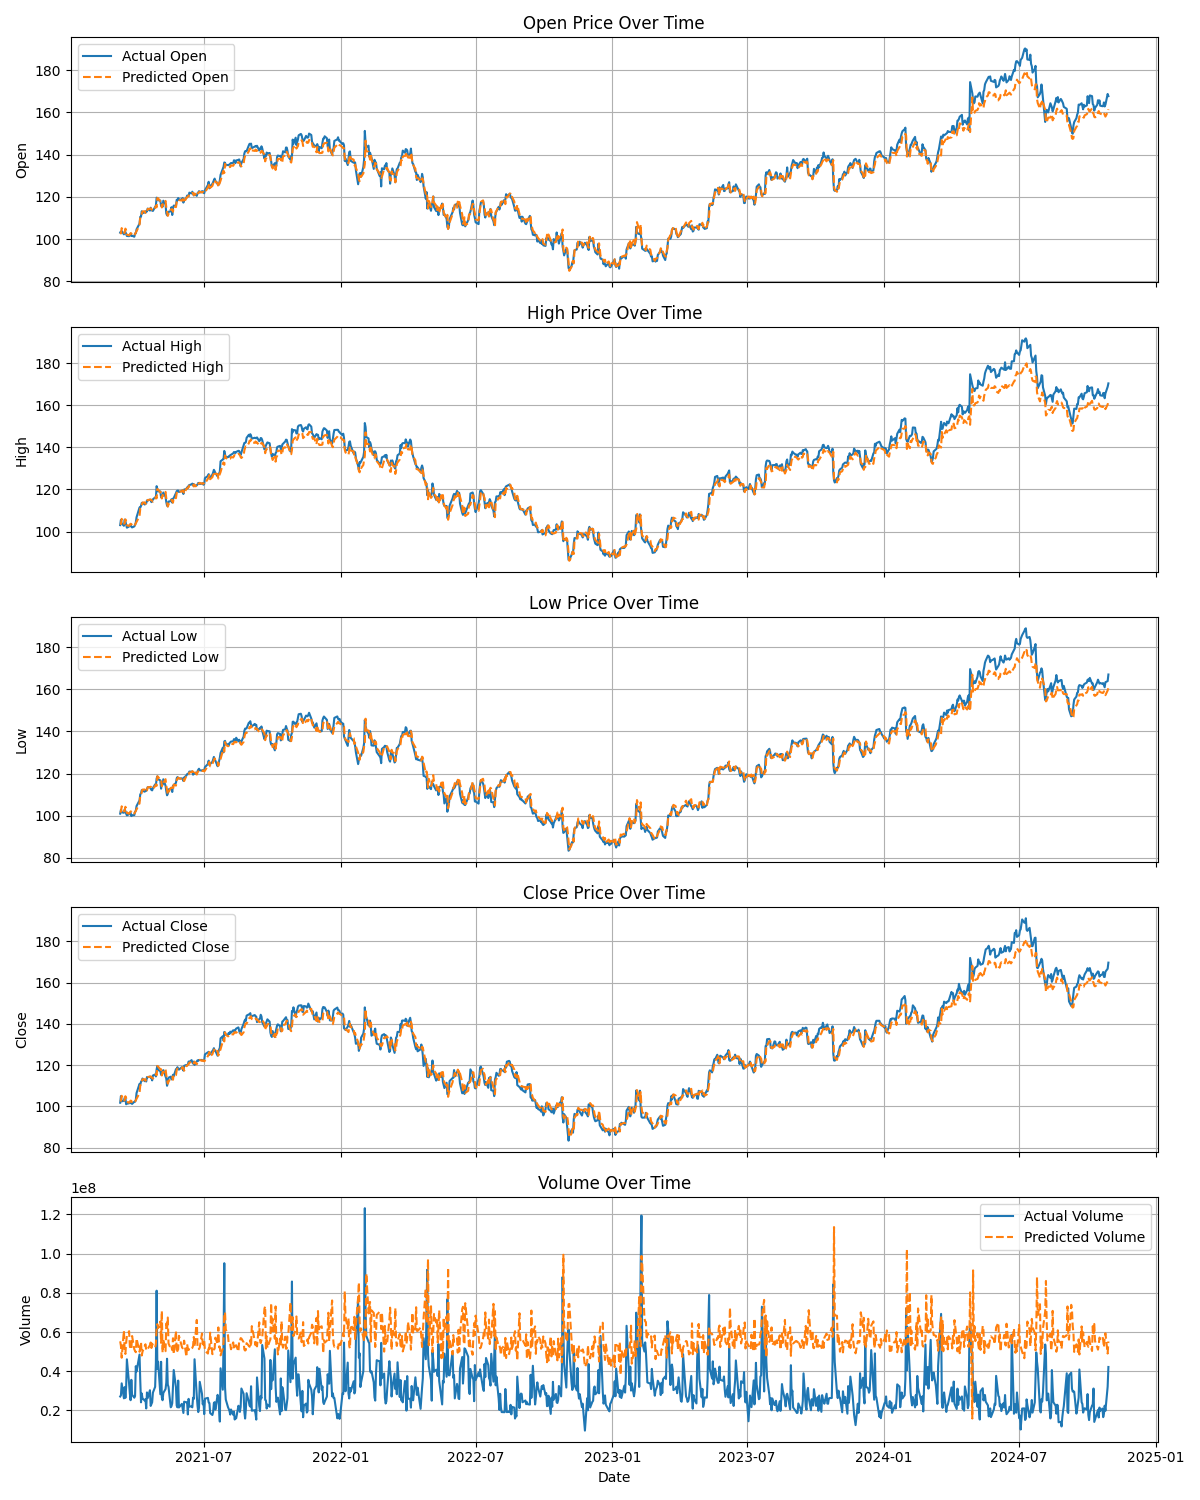 Open Price Over Time
Actual Open
Predicted Open
180
160
140
120
100
80
Open
High Price Over Time
Actual High
Predicted High
180
160
140
120
100
High
Low Price Over Time
Actual Low
Predicted Low
180
160
140
120
100
80
Low
Close Price Over Time
Actual Close
Predicted Close
180
160
140
120
100
80
Close
1e8
Volume Over Time
Actual Volume
Predicted Volume
1.2
1.0
0.8
0.6
0.4
0.2
Volume
2021-07 2022-01 2022-07 2023-01 2023-07 2024-01 2024-07 2025-01
Date